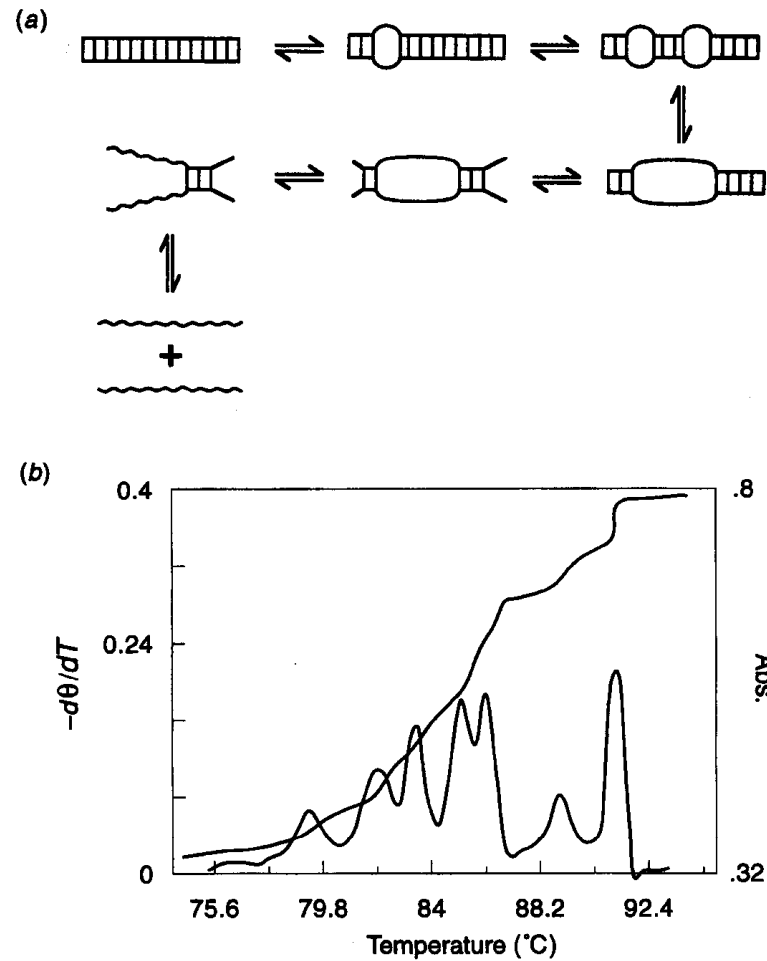 (a)
+
(b)
0.4
0.24
0
–dθ/dT
.8
.32
Abs.
75.6 79.8 84 88.2 92.4
Temperature (°C)